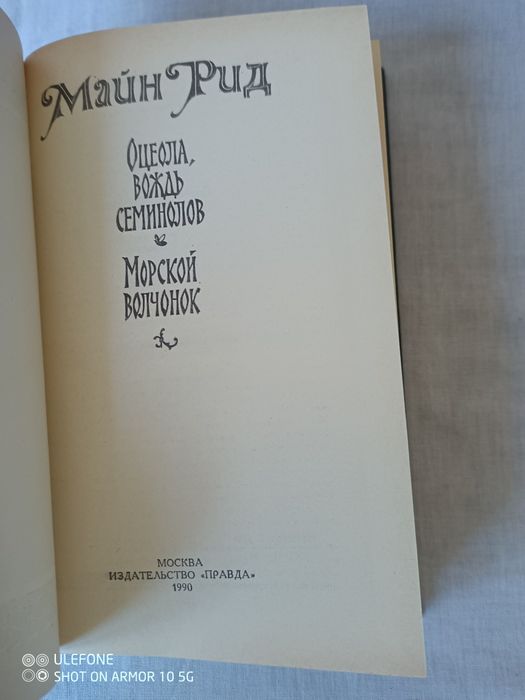 Майн Рид
Оцеола,
вождь
семинолов
Морской
волчонок
МОСКВА
ИЗДАТЕЛЬСТВО «ПРАВДА»
1990
ULEFONE
SHOT ON ARMOR 10 5G